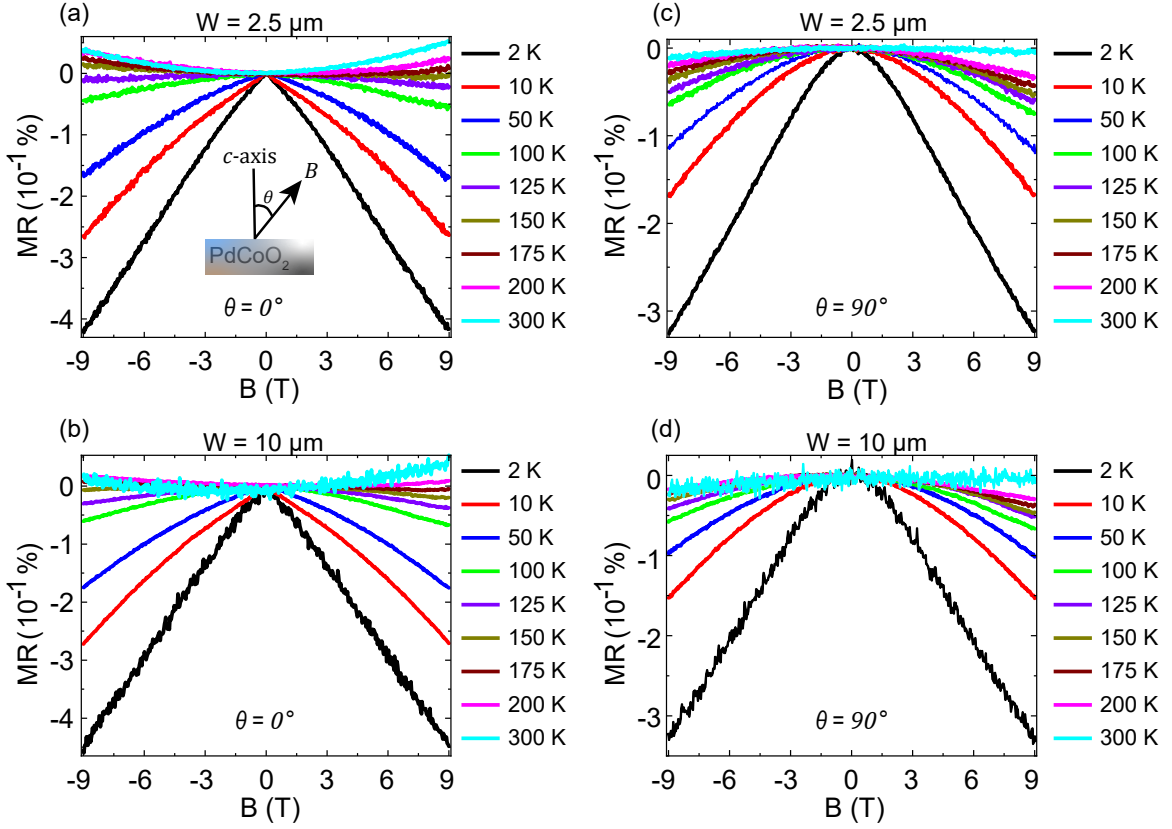 (a)
W = 2.5 µm
MR (10⁻¹ %)
0
-1
-2
-3
-4
c-axis
B
θ
PdCoO₂
θ = 0°
-9 -6 -3 0 3 6 9
B (T)
2 K
10 K
50 K
100 K
125 K
150 K
175 K
200 K
300 K
(c)
W = 2.5 µm
MR (10⁻¹ %)
0
-1
-2
-3
θ = 90°
-9 -6 -3 0 3 6 9
B (T)
2 K
10 K
50 K
100 K
125 K
150 K
175 K
200 K
300 K
(b)
W = 10 µm
MR (10⁻¹ %)
0
-1
-2
-3
-4
θ = 0°
-9 -6 -3 0 3 6 9
B (T)
2 K
10 K
50 K
100 K
125 K
150 K
175 K
200 K
300 K
(d)
W = 10 µm
MR (10⁻¹ %)
0
-1
-2
-3
θ = 90°
-9 -6 -3 0 3 6 9
B (T)
2 K
10 K
50 K
100 K
125 K
150 K
175 K
200 K
300 K